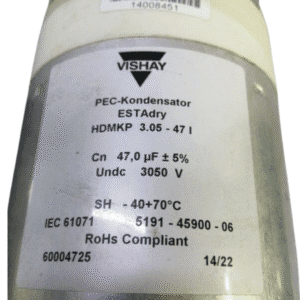 14008451
VISHAY
PEC-Kondensator
ESTAdry
HDMKP 3.05 - 47 I
Cn 47,0 µF ± 5%
Undc 3050 V
SH - 40+70°C
IEC 61071 5191 - 45900 - 06
RoHs Compliant
60004725 14/22